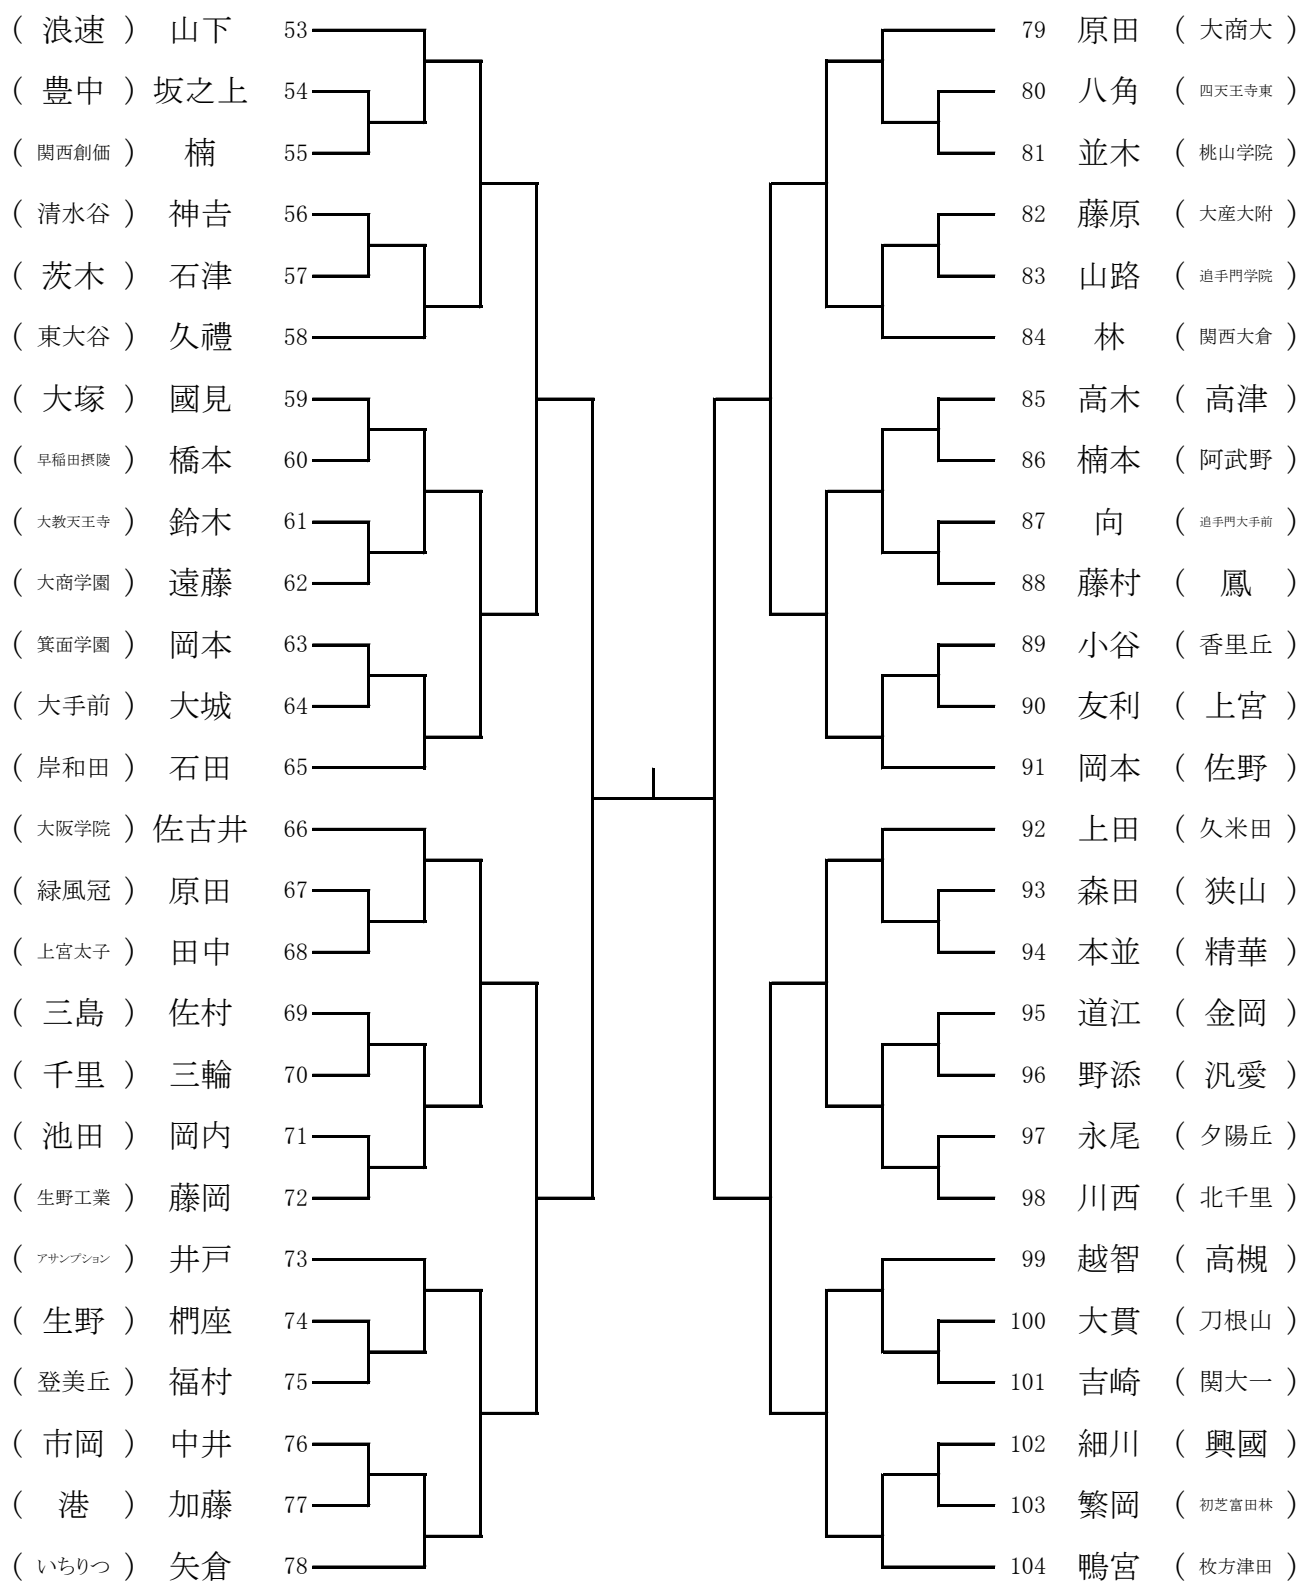 ( 浪速 ) 山下 53 79 原田 ( 大商大 )
( 豊中 ) 坂之上 54 80 八角 ( 四天王寺東 )
( 関西創価 ) 楠 55 81 並木 ( 桃山学院 )
( 清水谷 ) 神𠮷 56 82 藤原 ( 大産大附 )
( 茨木 ) 石津 57 83 山路 ( 追手門学院 )
( 東大谷 ) 久禮 58 84 林 ( 関西大倉 )
( 大塚 ) 國見 59 85 高木 ( 高津 )
( 早稲田摂陵 ) 橋本 60 86 楠本 ( 阿武野 )
( 大教天王寺 ) 鈴木 61 87 向 ( 追手門大手前 )
( 大商学園 ) 遠藤 62 88 藤村 ( 鳳 )
( 箕面学園 ) 岡本 63 89 小谷 ( 香里丘 )
( 大手前 ) 大城 64 90 友利 ( 上宮 )
( 岸和田 ) 石田 65 91 岡本 ( 佐野 )
( 大阪学院 ) 佐古井 66 92 上田 ( 久米田 )
( 緑風冠 ) 原田 67 93 森田 ( 狭山 )
( 上宮太子 ) 田中 68 94 本並 ( 精華 )
( 三島 ) 佐村 69 95 道江 ( 金岡 )
( 千里 ) 三輪 70 96 野添 ( 汎愛 )
( 池田 ) 岡内 71 97 永尾 ( 夕陽丘 )
( 生野工業 ) 藤岡 72 98 川西 ( 北千里 )
( アサンプション ) 井戸 73 99 越智 ( 高槻 )
( 生野 ) 椚座 74 100 大貫 ( 刀根山 )
( 登美丘 ) 福村 75 101 吉崎 ( 関大一 )
( 市岡 ) 中井 76 102 細川 ( 興國 )
( 港 ) 加藤 77 103 繁岡 ( 初芝富田林 )
( いちりつ ) 矢倉 78 104 鴨宮 ( 枚方津田 )